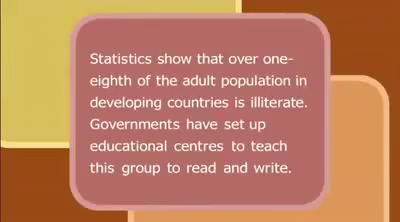 Statistics show that over one-
eighth of the adult population in
developing countries is illiterate.
Governments have set up
educational centres to teach
this group to read and write.